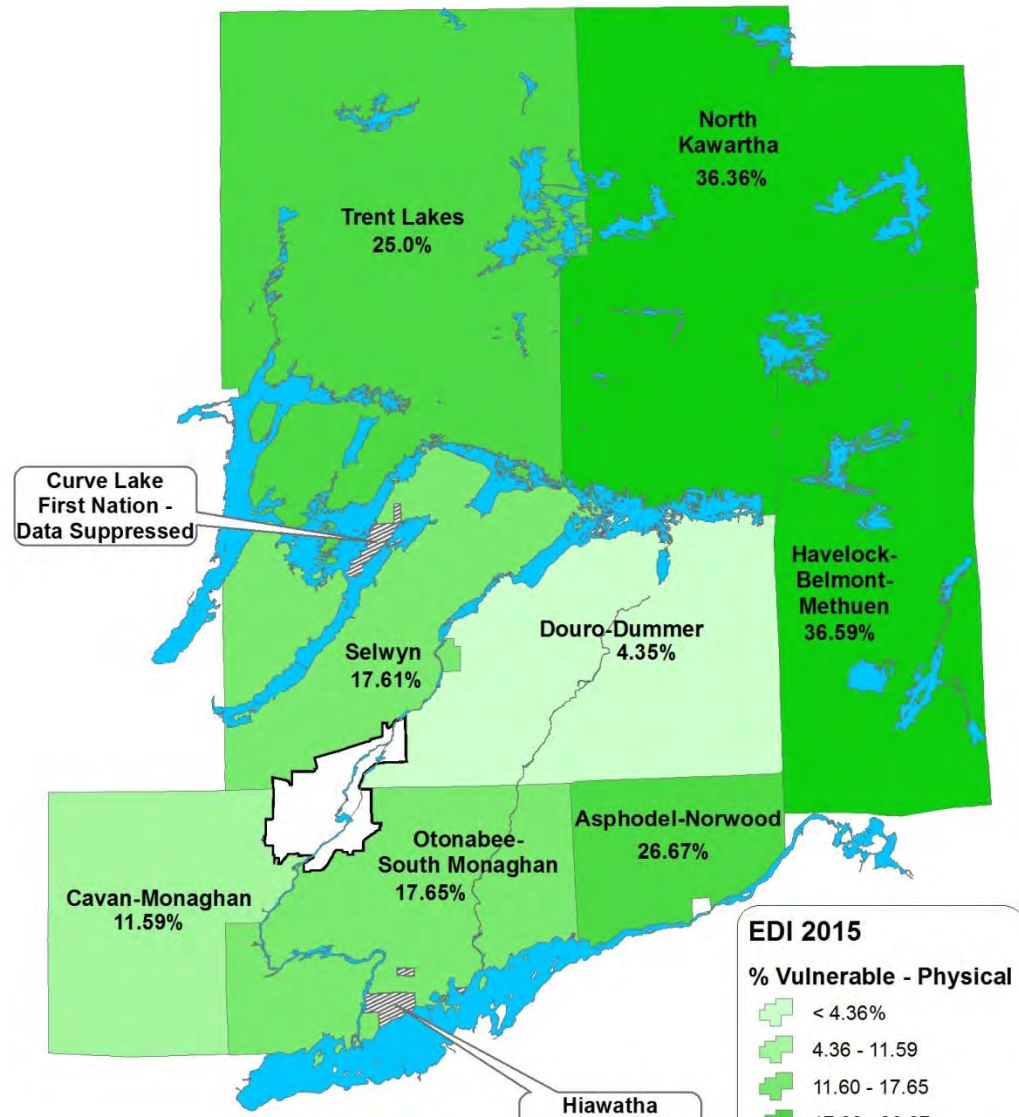 North
Kawartha
36.36%
Trent Lakes
25.0%
Curve Lake
First Nation -
Data Suppressed
Havelock-
Belmont-
Methuen
36.59%
Douro-Dummer
4.35%
Selwyn
17.61%
Asphodel-Norwood
26.67%
Otonabee-
South Monaghan
17.65%
Cavan-Monaghan
11.59%
EDI 2015
% Vulnerable - Physical
< 4.36%
4.36 - 11.59
11.60 - 17.65
Hiawatha